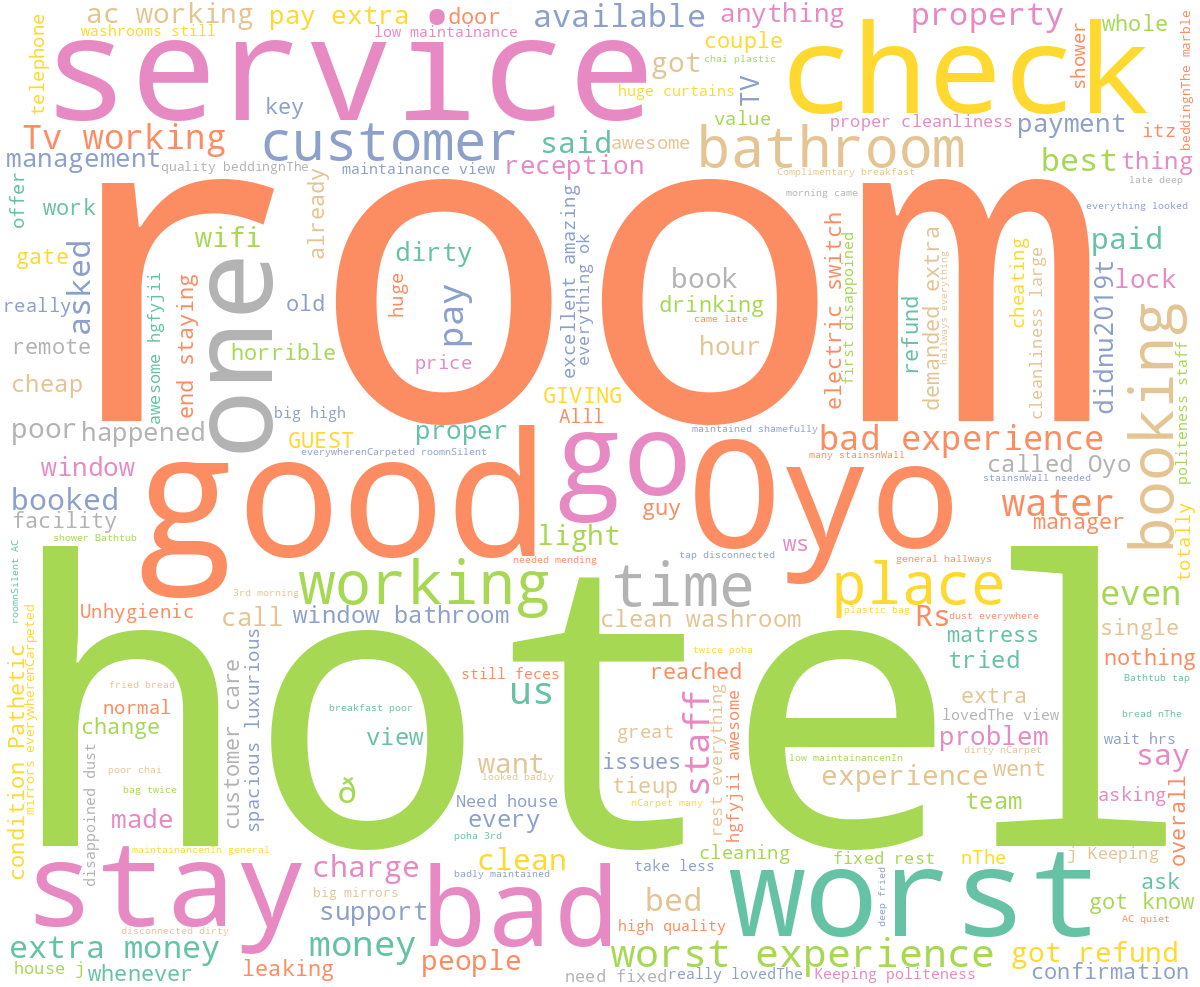 ac working
pay extra
door
available
anything
property
whole
washrooms still
low maintainance
telephone
service
check
couple
got
chai plastic
shower
beddingnThe marble
huge curtains
TV
key
value
proper cleanliness
payment
itz
Tv working
customer
said
awesome
bathroom
best
thing
management
quality beddingnThe
maintainance view
reception
Complimentary breakfast
late deep
offer
work
already
room
morning came
everything looked
wifi
dirty
gate
asked
one
excellent amazing
everything ok
book
electric switch
first disappointed
demanded extra
hallways everything
cheating
cleanliness large
paid
lock
didnu2019t
booking
really
awesome hgfyjii
end staying
old
huge
pay
drinking
came late
refund
remote
horrible
price
hour
cheap
big high
GIVING
Alll
politeness staff
poor
happened
GUEST
proper
go
maintained shamefully
bad experience
everywherenCarpeted roomnSilent
many stainsnWall
called Oyo
window
good
Oyo
stainsnWall needed
booked
guy
water
facility
manager
shower Bathtub
light
ws
totally
needed mending
tap disconnected
general hallways
roomnSilent AC
hotel
working
3rd morning
time
place
even
Unhygienic
call
window bathroom
clean washroom
plastic bag
Rs
dust everywhere
single
matress
condition Pathetic
mirrors everywherenCarpeted
customer care
spacious luxurious
twice poha
tried
nothing
fried bread
still feces
reached
Bathtub tap
normal
us
staff
rest everything
hgfyjii awesome
extra
breakfast poor
lovedThe view
bread nThe
change
view
great
problem
wait hrs
disappoined dust
dirty nCarpet
low maintainancenIn
say
poor chai
want
issues
experience
went
looked badly
tieup
bag twice
ð
Need house
nCarpet many
team
asking
made
every
overall
poha 3rd
maintainancenIn general
stay
charge
clean
cleaning
fixed rest
nThe
j Keeping
bad
take less
worst
badly maintained
deep fried
ask
big mirrors
bed
got know
support
high quality
AC quiet
disconnected dirty
extra money
money
worst experience
got refund
house j
whenever
leaking
people
need fixed
really lovedThe
Keeping politeness
confirmation